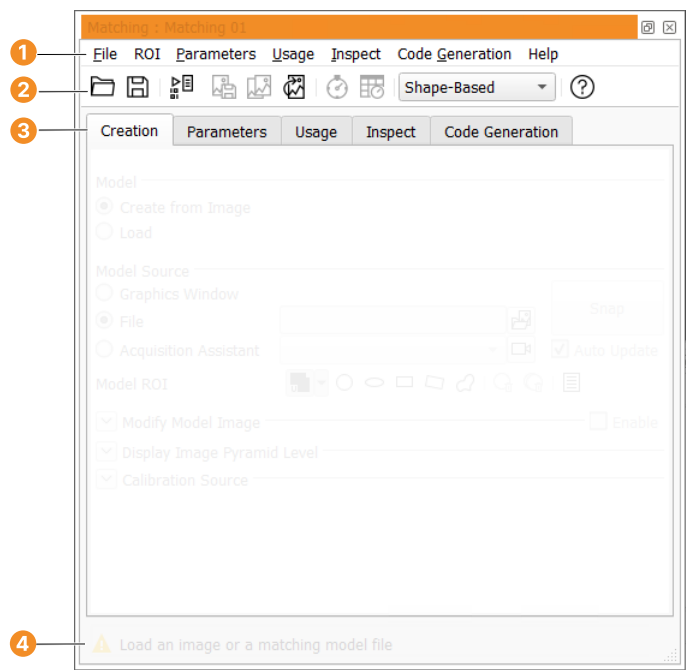 Matching : Matching 01
1 File ROI Parameters Usage Inspect Code Generation Help
2 Shape-Based ?
3 Creation Parameters Usage Inspect Code Generation
Model
Create from Image
Load
Model Source
Graphics Window
File
Snap
Acquisition Assistant Auto Update
Model ROI
Modify Model Image Enable
Display Image Pyramid Level
Calibration Source
4 Load an image or a matching model file